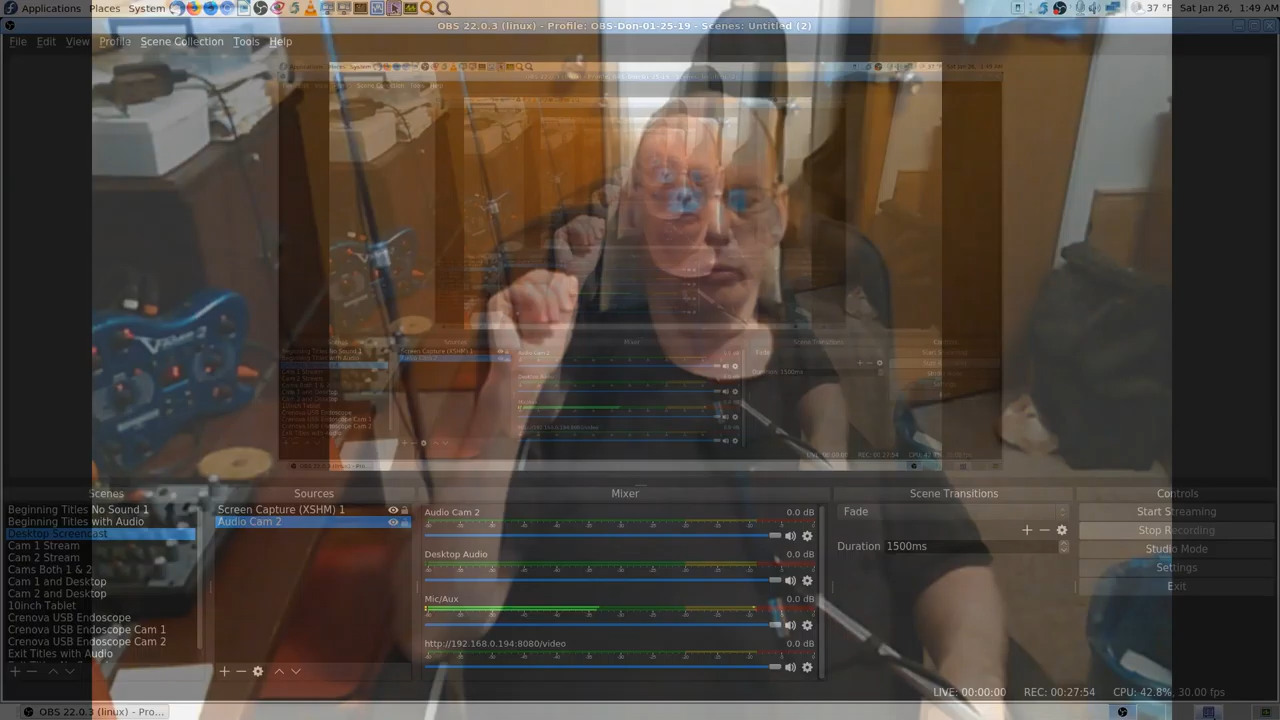 Applications Places System 37 °F Sat Jan 26, 1:49 AM
OBS 22.0.3 (linux) - Profile: OBS-Don-01-25-19 - Scenes: Untitled (2)
File Edit View Profile Scene Collection Tools Help
Scenes Sources Mixer Scene Transitions Controls
Beginning Titles No Sound 1
Beginning Titles with Audio
Desktop Screencast
Cam 1 Stream
Cam 2 Stream
Cams Both 1 & 2
Cam 1 and Desktop
Cam 2 and Desktop
10inch Tablet
Crenova USB Endoscope
Crenova USB Endoscope Cam 1
Crenova USB Endoscope Cam 2
Exit Titles with Audio
Screen Capture (XSHM) 1
Audio Cam 2
Audio Cam 2 0.0 dB
Desktop Audio 0.0 dB
Mic/Aux 0.0 dB
http://192.168.0.194:8080/video 0.0 dB
Fade
Duration 1500ms
Start Streaming
Stop Recording
Studio Mode
Settings
Exit
LIVE: 00:00:00 REC: 00:27:54 CPU: 42.8%, 30.00 fps
OBS 22.0.3 (linux) - Pro...